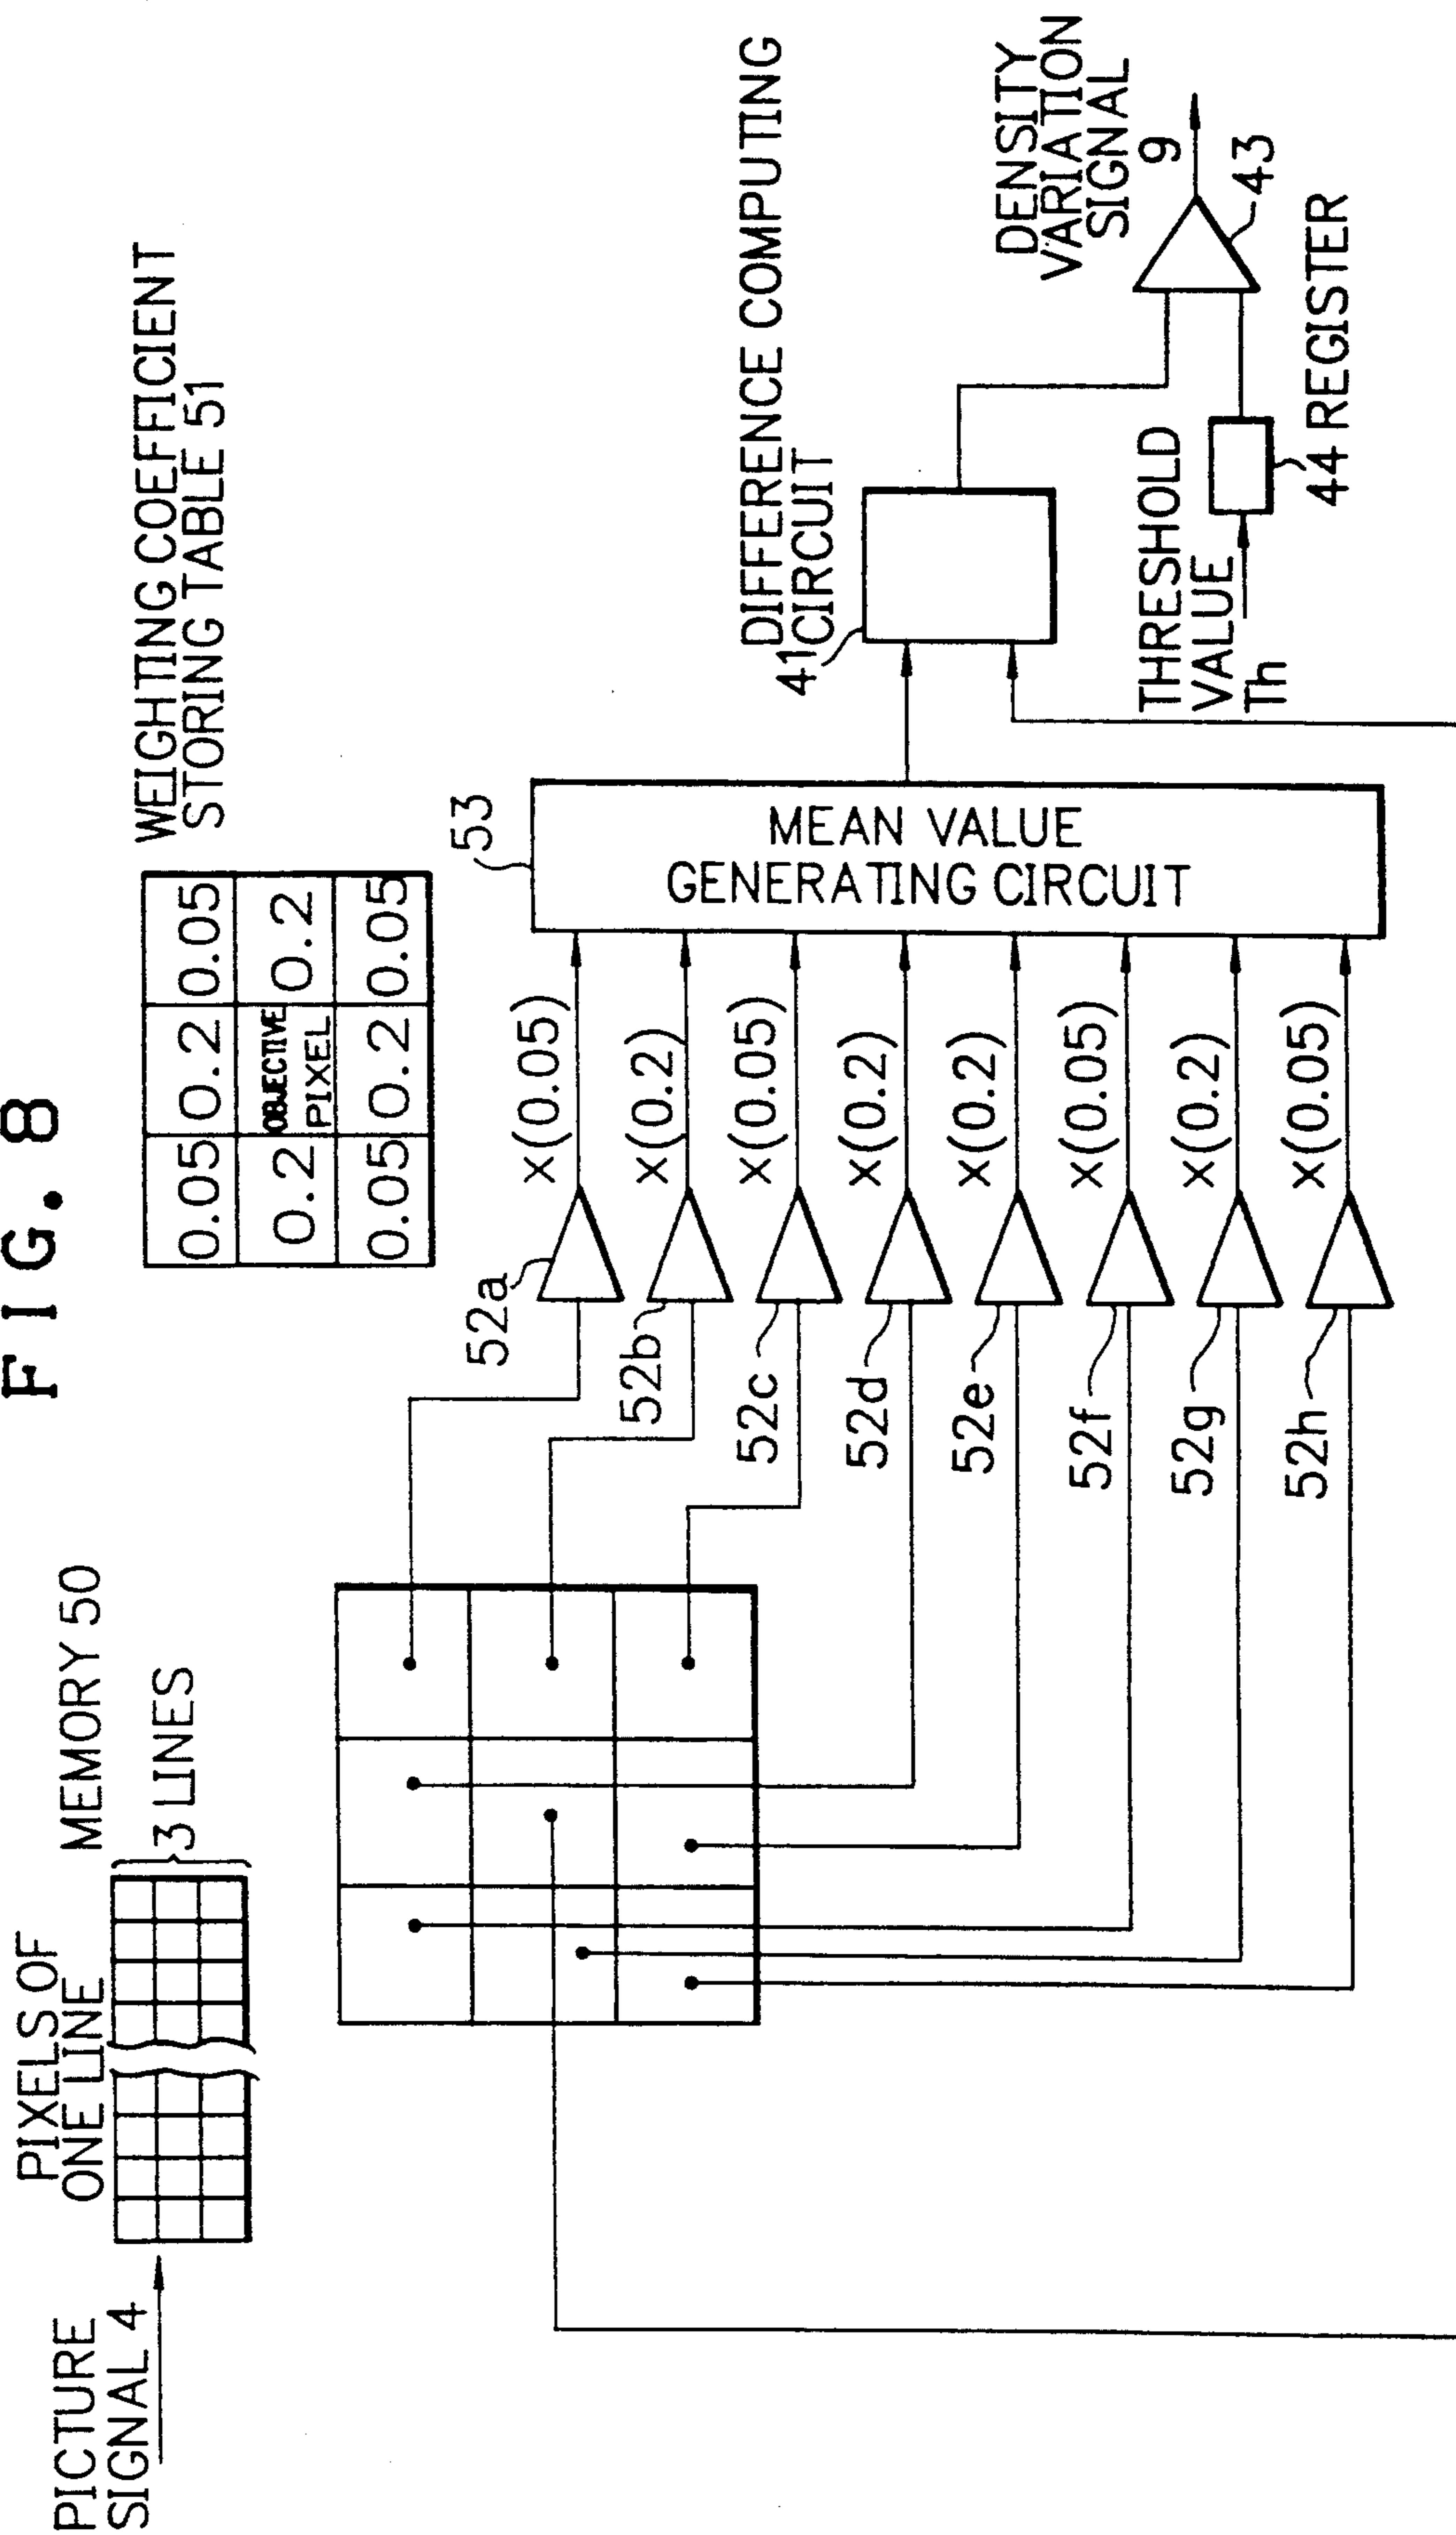 FIG. 8
PICTURE
SIGNAL 4
PIXELS OF
ONE LINE
MEMORY 50
3 LINES
WEIGHTING COEFFICIENT
STORING TABLE 51
0.05 0.2 0.05
0.2 OBJECTIVE PIXEL 0.2
0.05 0.2 0.05
52a
x(0.05)
52b
x(0.2)
52c
x(0.05)
52d
x(0.2)
52e
x(0.2)
52f
x(0.05)
52g
x(0.2)
52h
x(0.05)
53
MEAN VALUE
GENERATING CIRCUIT
DIFFERENCE COMPUTING
41 CIRCUIT
DENSITY
VARIATION
SIGNAL
9
43
THRESHOLD
VALUE
Th
44 REGISTER